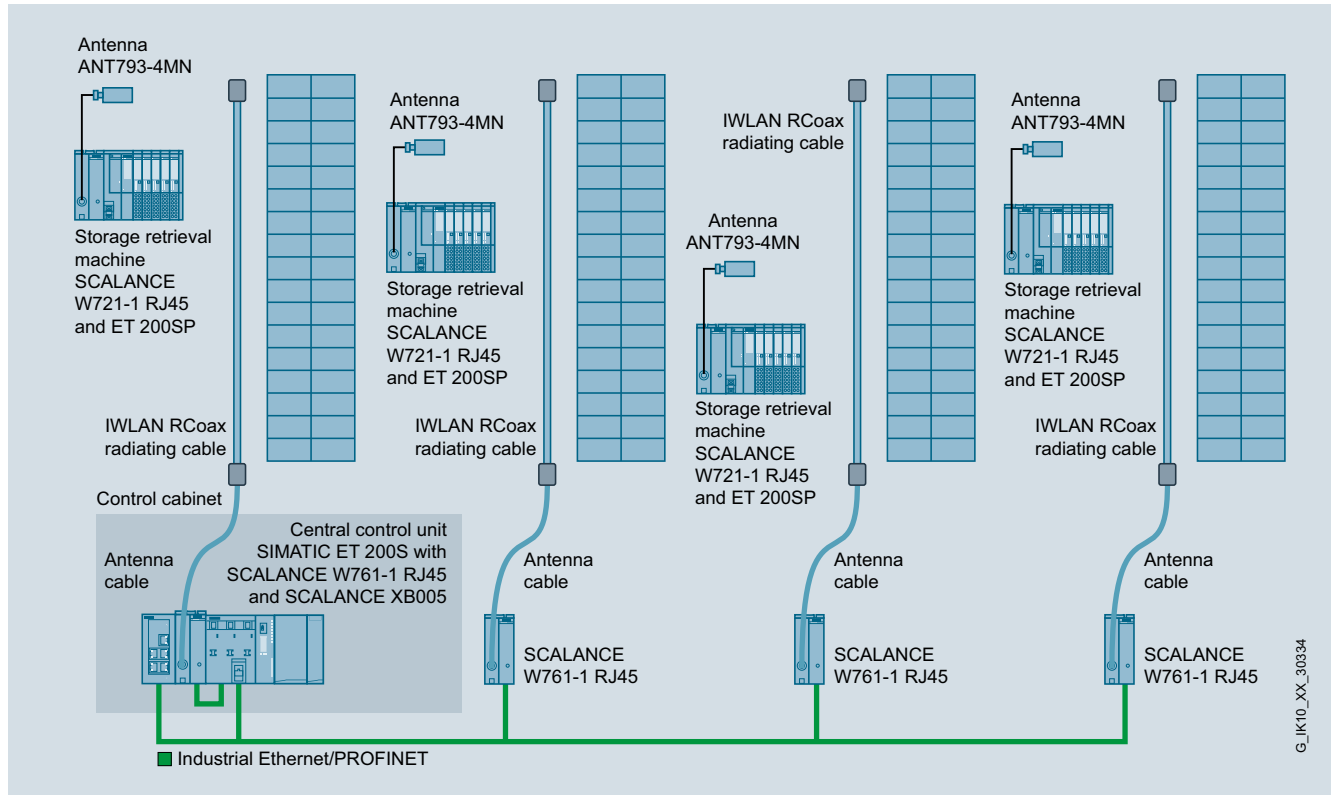 Antenna
ANT793-4MN
Storage retrieval
machine
SCALANCE
W721-1 RJ45
and ET 200SP
IWLAN RCoax
radiating cable
Antenna
ANT793-4MN
Storage retrieval
machine
SCALANCE
W721-1 RJ45
and ET 200SP
IWLAN RCoax
radiating cable
IWLAN RCoax
radiating cable
Antenna
ANT793-4MN
Storage retrieval
machine
SCALANCE
W721-1 RJ45
and ET 200SP
Antenna
ANT793-4MN
Storage retrieval
machine
SCALANCE
W721-1 RJ45
and ET 200SP
IWLAN RCoax
radiating cable
Control cabinet
Central control unit
SIMATIC ET 200S with
SCALANCE W761-1 RJ45
and SCALANCE XB005
Antenna
cable
Antenna
cable
SCALANCE
W761-1 RJ45
Antenna
cable
SCALANCE
W761-1 RJ45
Antenna
cable
SCALANCE
W761-1 RJ45
Industrial Ethernet/PROFINET
G_IK10_XX_30334